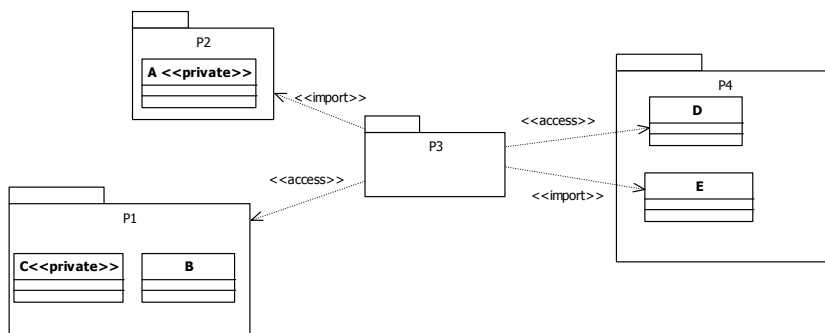 P2
A <<private>>
<<import>>
P3
<<access>>
P4
D
<<access>>
E
<<import>>
P1
C<<private>>
B